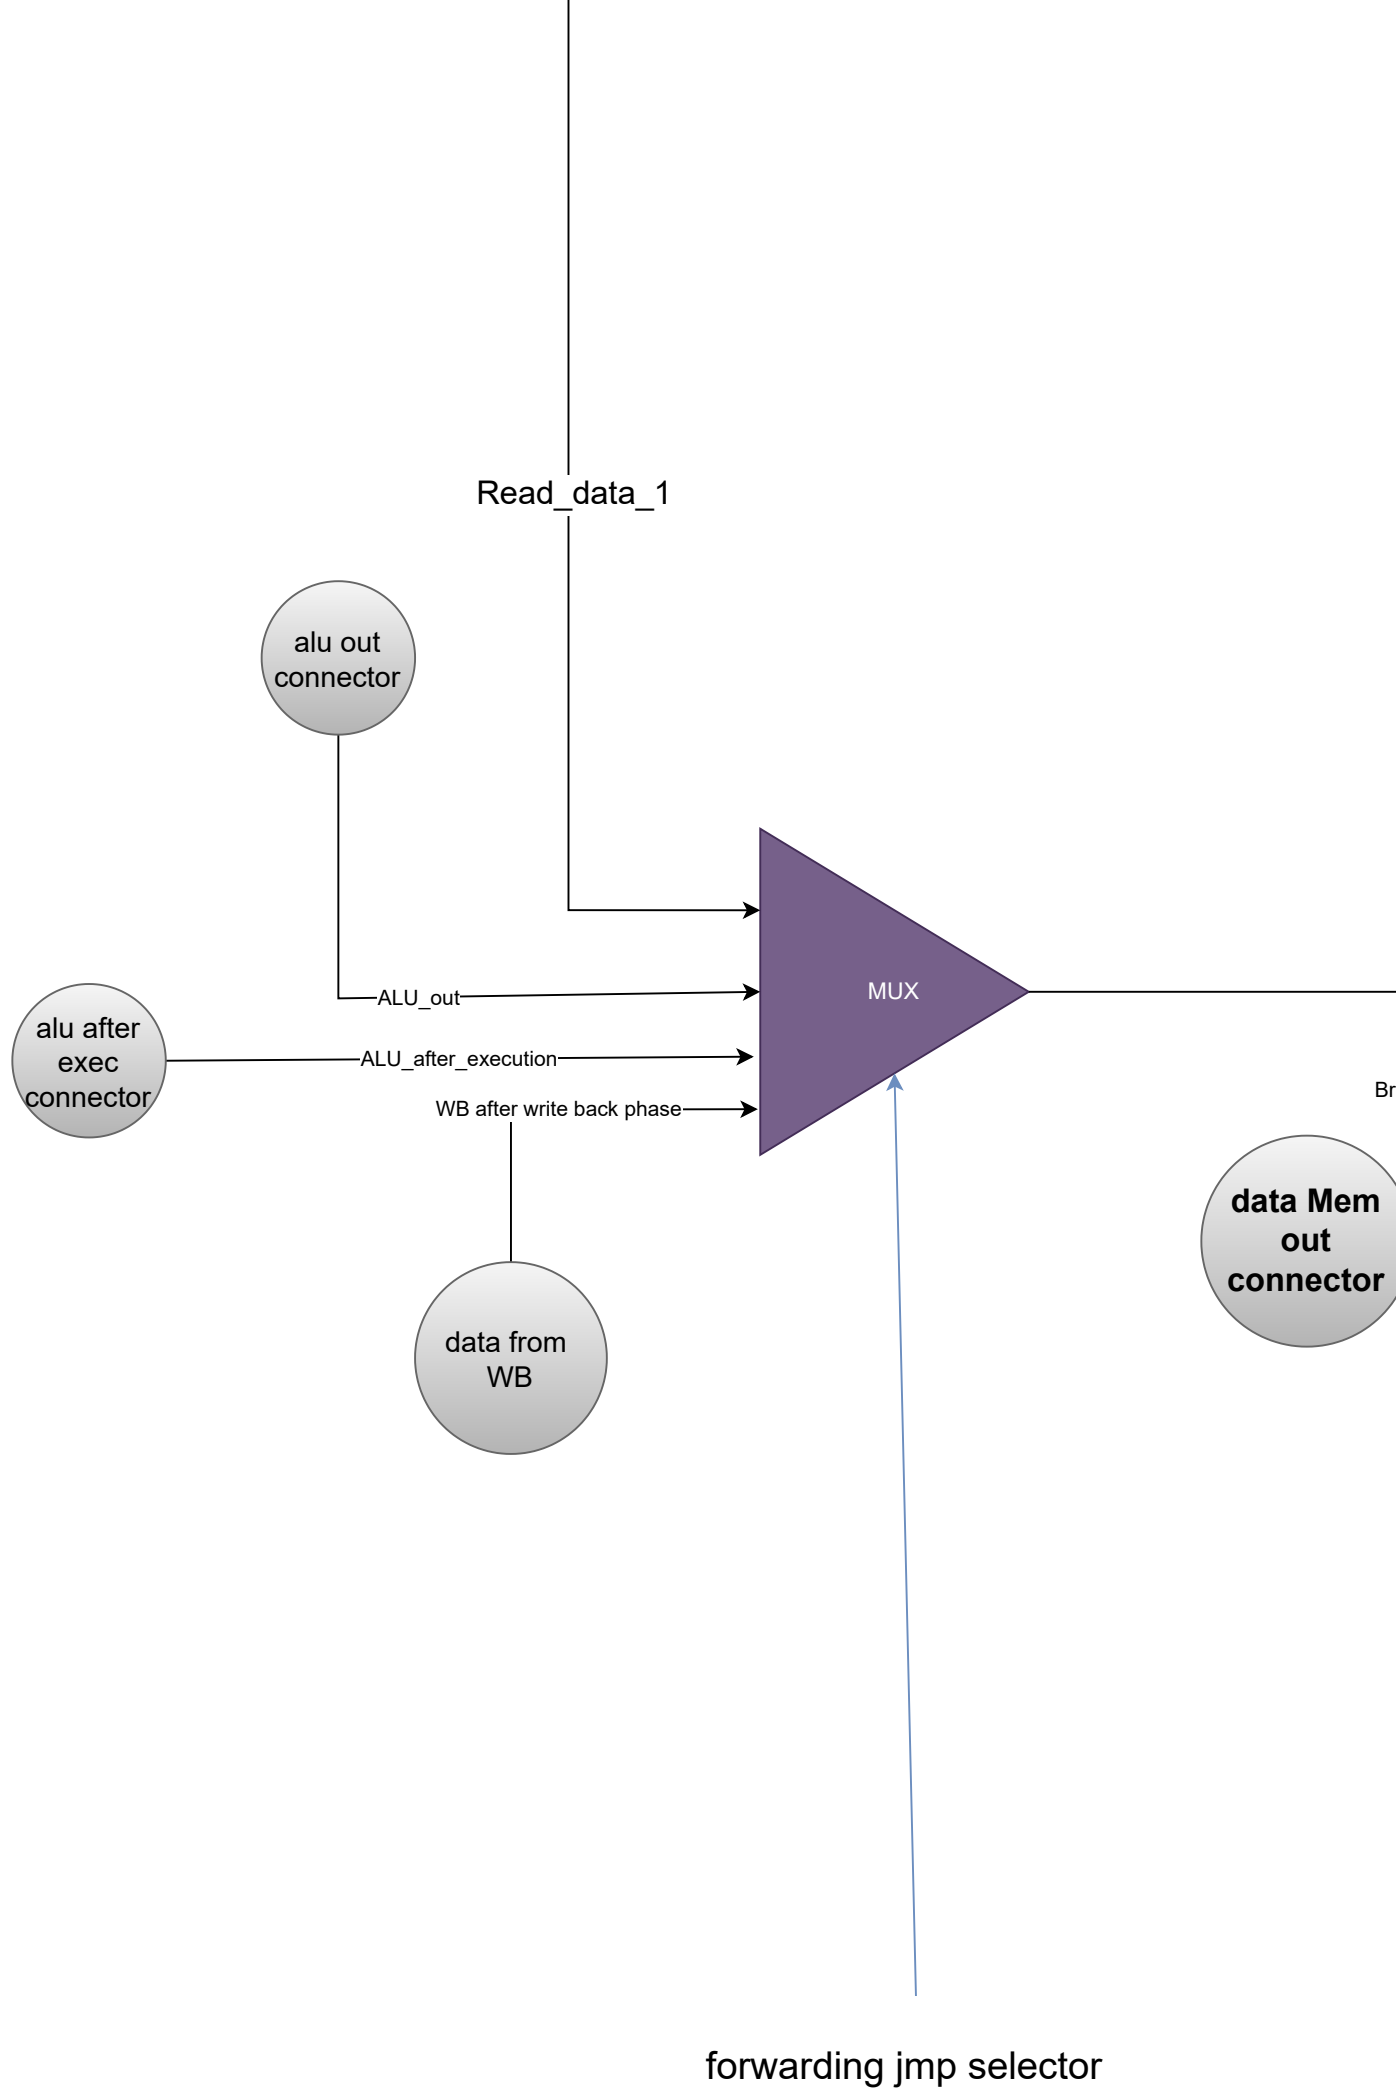 Read_data_1
alu out
connector
MUX
ALU_out
alu after
exec
connector
ALU_after_execution
WB after write back phase
Br
data Mem
out
connector
data from
WB
forwarding jmp selector